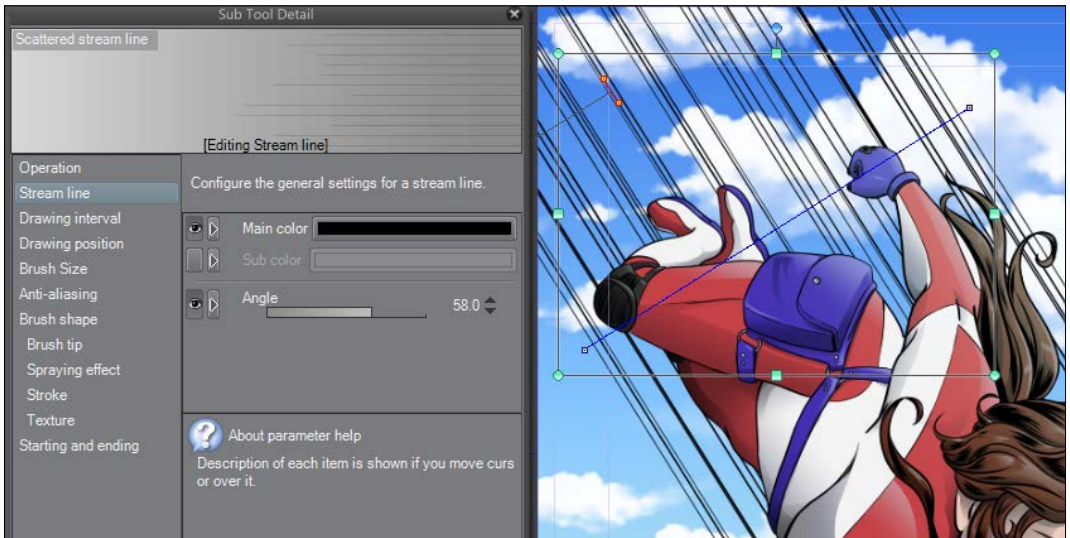 Sub Tool Detail
Scattered stream line
[Editing Stream line]
Operation
Stream line
Drawing interval
Drawing position
Brush Size
Anti-aliasing
Brush shape
Brush tip
Spraying effect
Stroke
Texture
Starting and ending
Configure the general settings for a stream line.
Main color
Sub color
Angle
58.0
About parameter help
Description of each item is shown if you move curs
or over it.